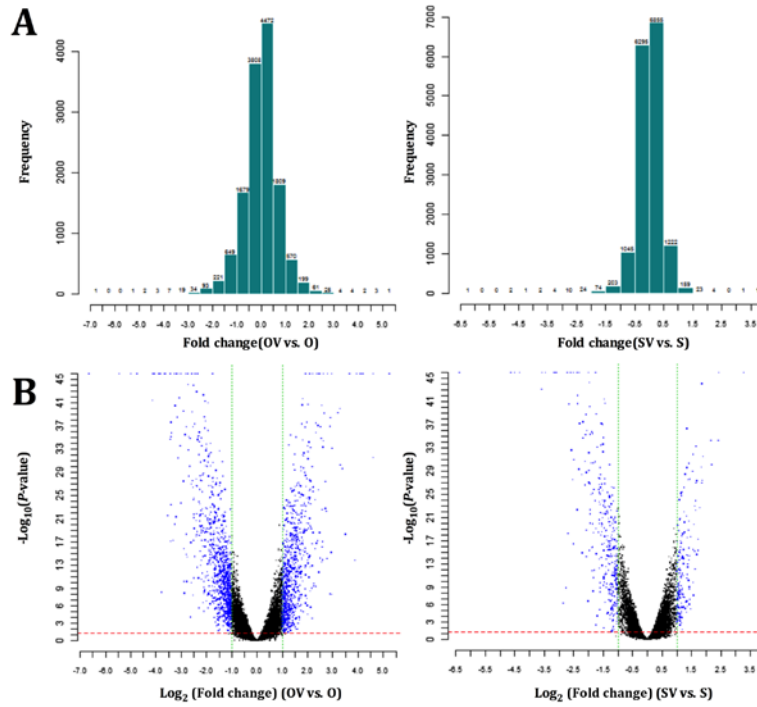 A
Frequency
4000
3000
2000
1000
0
4472
3808
1679
1809
649
570
221
199
1 0 0 1 2 3 7 19 34 93
61 28 4 4 2 3 1
-7.0 -6.0 -5.0 -4.0 -3.0 -2.0 -1.0 0.0 1.0 2.0 3.0 4.0 5.0
Fold change(OV vs. O)
Frequency
7000
6000
5000
4000
3000
2000
1000
0
1222
203
74
1 0 0 2 1 2 4 10 24
23 4 0 1 1
-6.5 -5.5 -4.5 -3.5 -2.5 -1.5 -0.5 0.5 1.5 2.5 3.5
Fold change(SV vs. S)
B
-Log10(P-value)
45
41
37
33
29
25
21
17
13
9
6
3
0
-7.0 -6.0 -5.0 -4.0 -3.0 -2.0 -1.0 0.0 1.0 2.0 3.0 4.0 5.0
Log2 (Fold change) (OV vs. O)
-Log10(P-value)
45
41
37
33
29
25
21
17
13
9
6
3
0
-6.5 -5.5 -4.5 -3.5 -2.5 -1.5 -0.5 0.5 1.5 2.5 3.5
Log2 (Fold change) (SV vs. S)